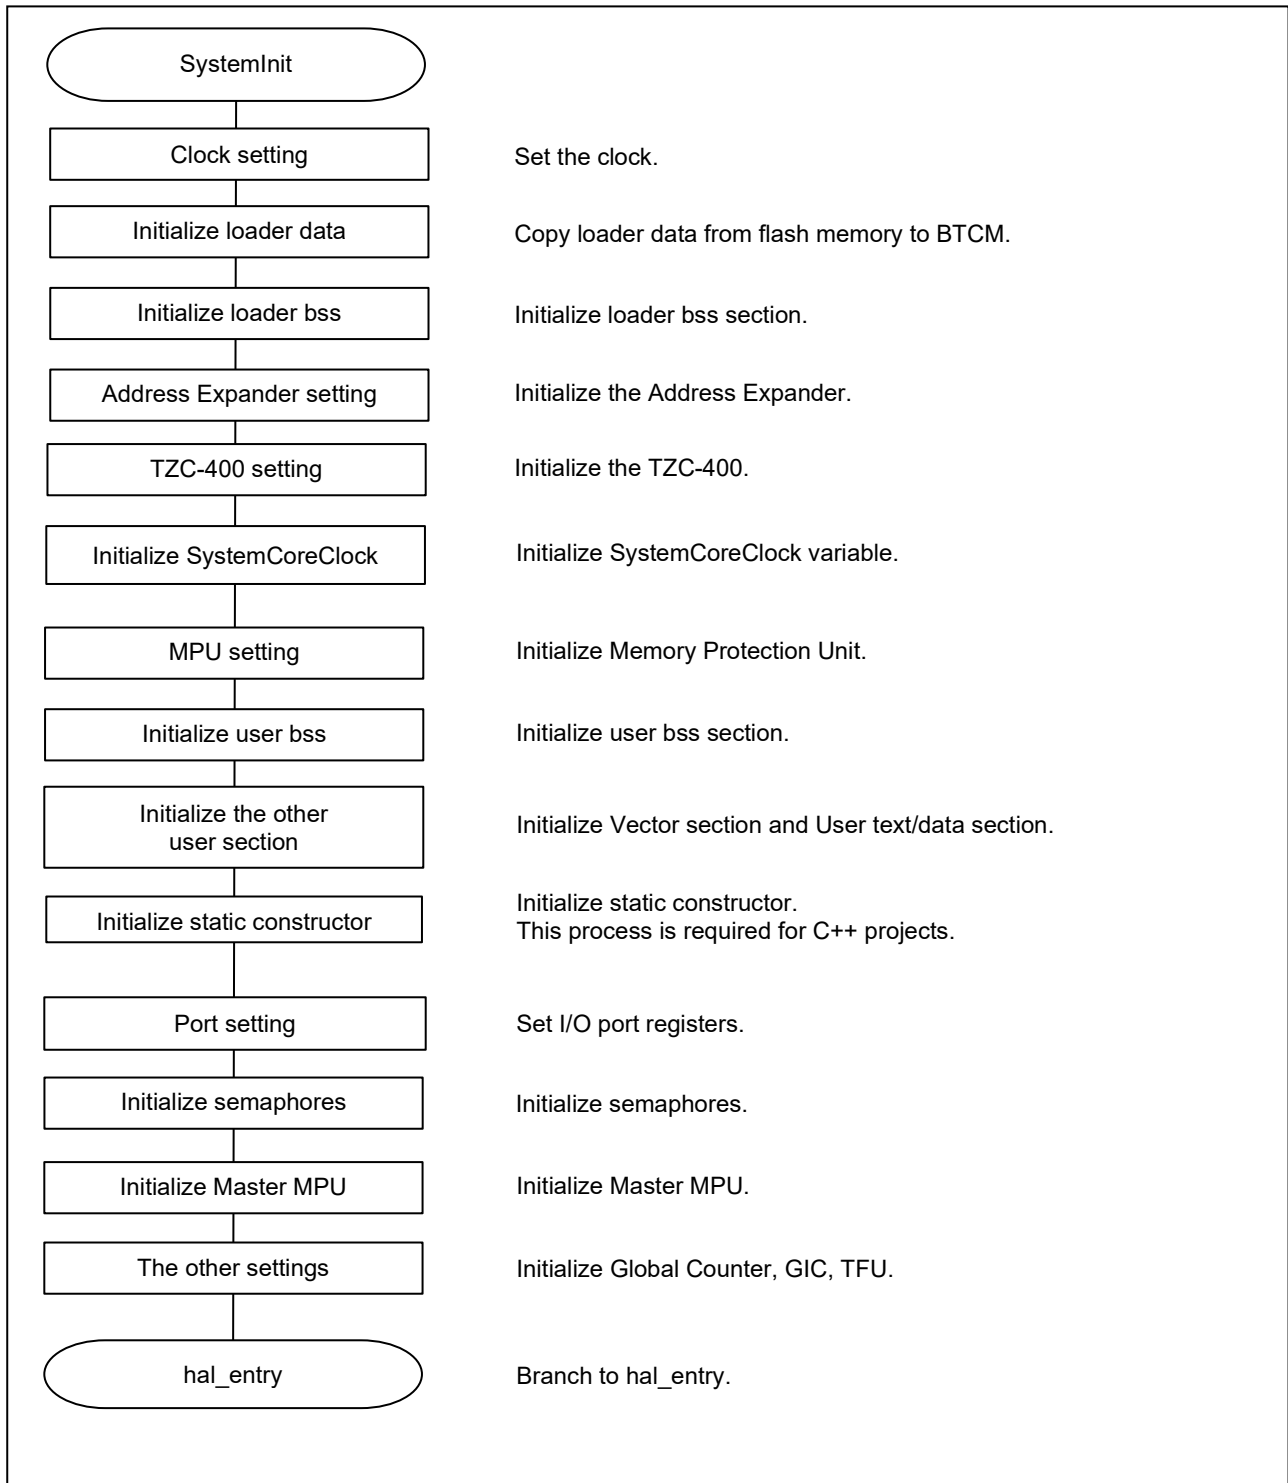 SystemInit
Clock setting
Set the clock.
Initialize loader data
Copy loader data from flash memory to BTCM.
Initialize loader bss
Initialize loader bss section.
Address Expander setting
Initialize the Address Expander.
TZC-400 setting
Initialize the TZC-400.
Initialize SystemCoreClock
Initialize SystemCoreClock variable.
MPU setting
Initialize Memory Protection Unit.
Initialize user bss
Initialize user bss section.
Initialize the other
user section
Initialize Vector section and User text/data section.
Initialize static constructor
Initialize static constructor.
This process is required for C++ projects.
Port setting
Set I/O port registers.
Initialize semaphores
Initialize semaphores.
Initialize Master MPU
Initialize Master MPU.
The other settings
Initialize Global Counter, GIC, TFU.
hal_entry
Branch to hal_entry.